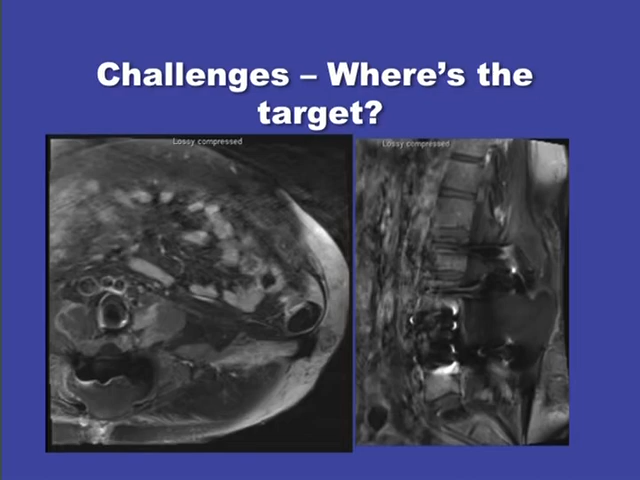 Challenges – Where's the
target?
Lossy compressed
Lossy compressed